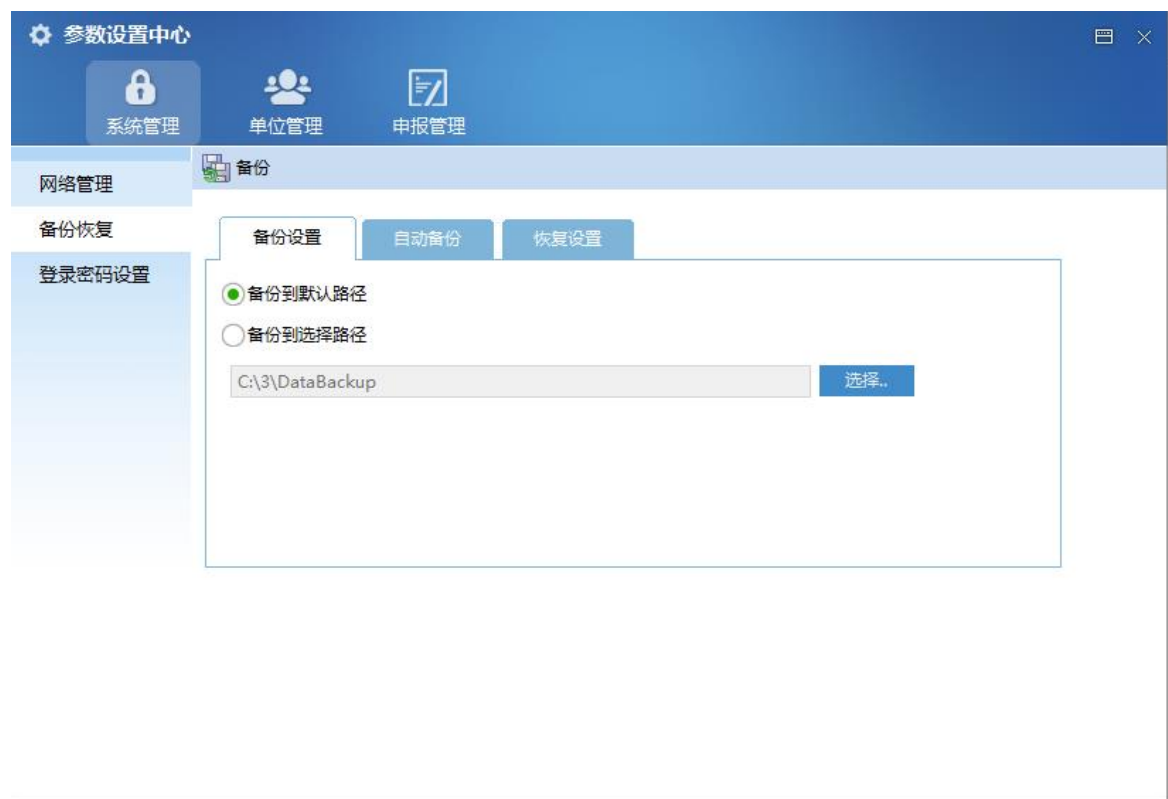 参数设置中心
系统管理 单位管理 申报管理
网络管理
备份恢复
登录密码设置
备份
备份设置 自动备份 恢复设置
备份到默认路径
备份到选择路径
C:\3\DataBackup 选择..